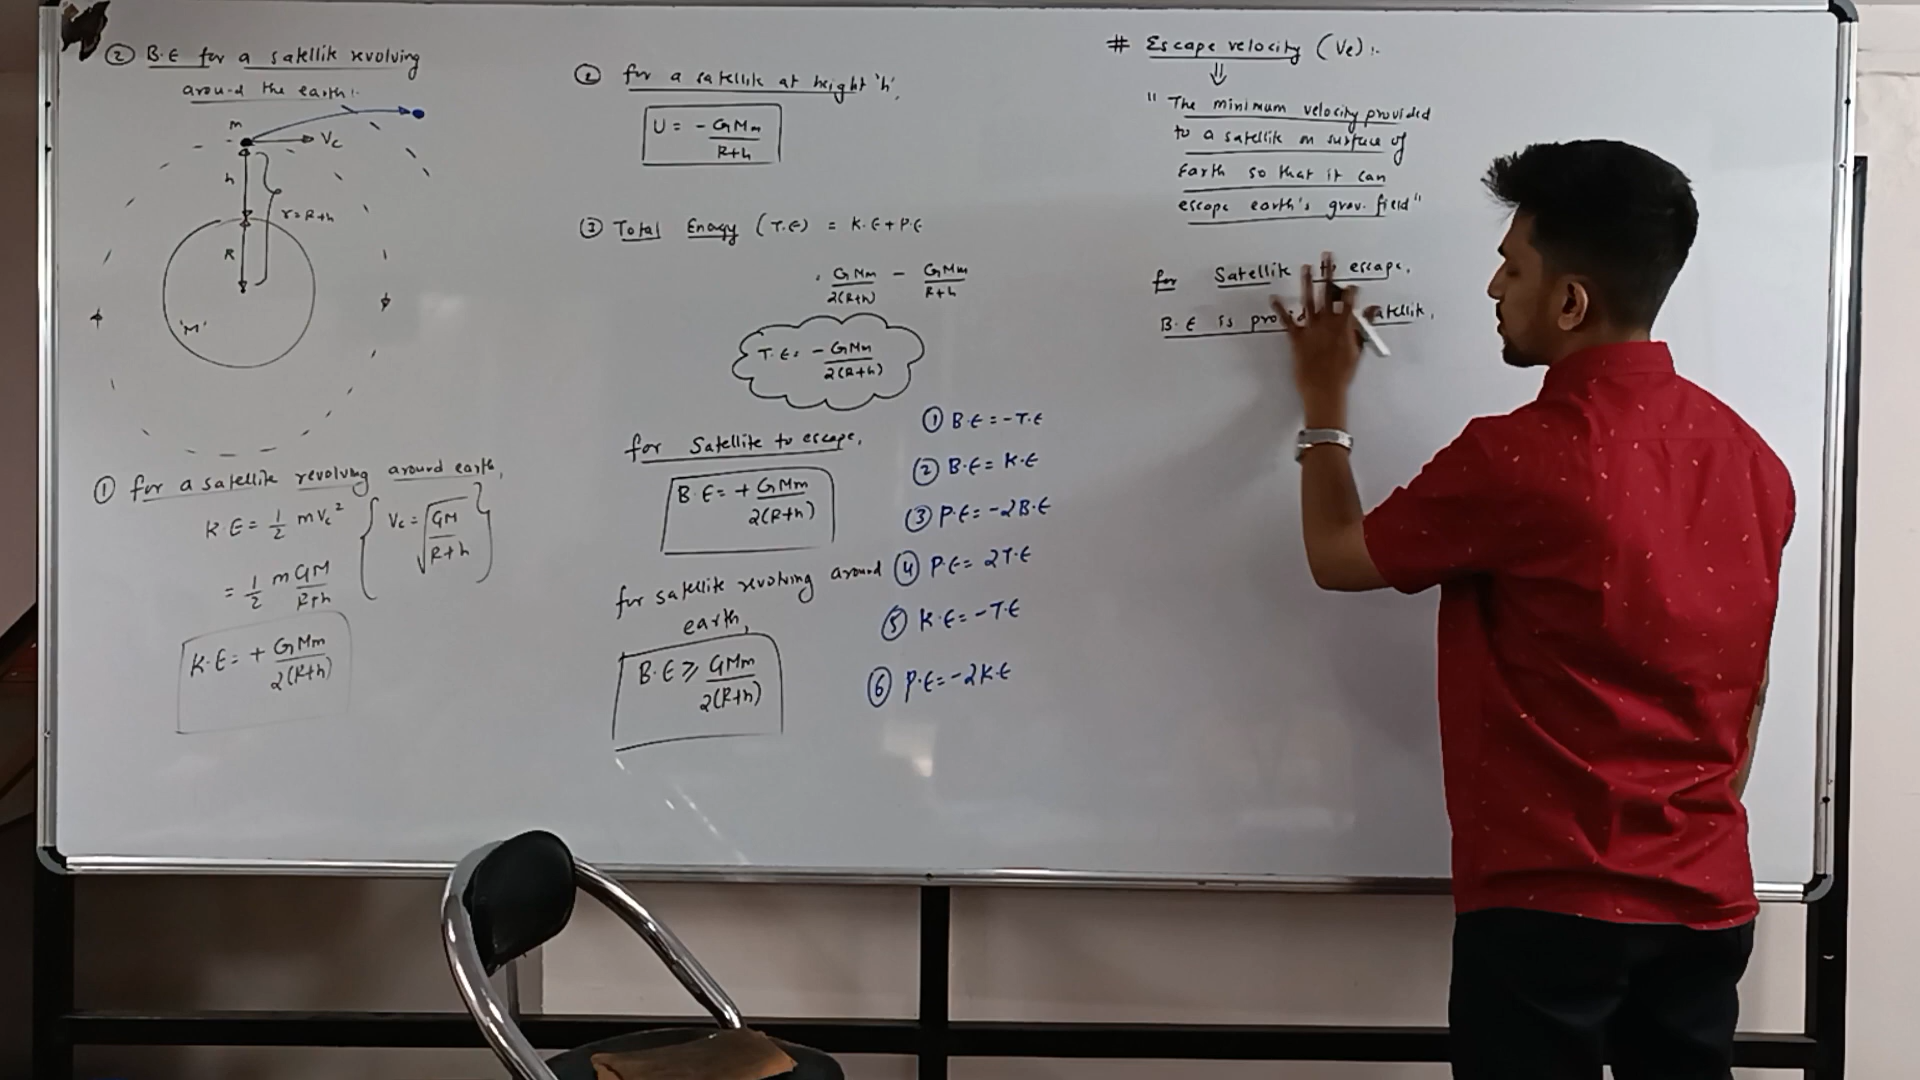 ② B.E for a satellite revolving
around the earth:-
m
Vc
h
r=R+h
R
'M'
① for a satellite revolving around earth,
K.E = 1/2 mVc²
{ Vc = √(GM/R+h) }
= 1/2 m GM/R+h
K.E = + GMm/2(R+h)
② for a satellite at height 'h',
U = - GMm/R+h
③ Total Energy (T.E) = K.E + P.E
= GMm/2(R+h) - GMm/R+h
T.E = - GMm/2(R+h)
for Satellite to escape,
B.E = + GMm/2(R+h)
for satellite revolving around
earth,
B.E ≥ GMm/2(R+h)
① B.E = -T.E
② B.E = K.E
③ P.E = -2B.E
④ P.E = 2T.E
⑤ K.E = -T.E
⑥ P.E = -2K.E
# Escape velocity (Ve):-
⇓
" The minimum velocity provided
to a satellite on surface of
Earth so that it can
escape earth's grav. field"
for Satellite to escape,
B.E is satellite,